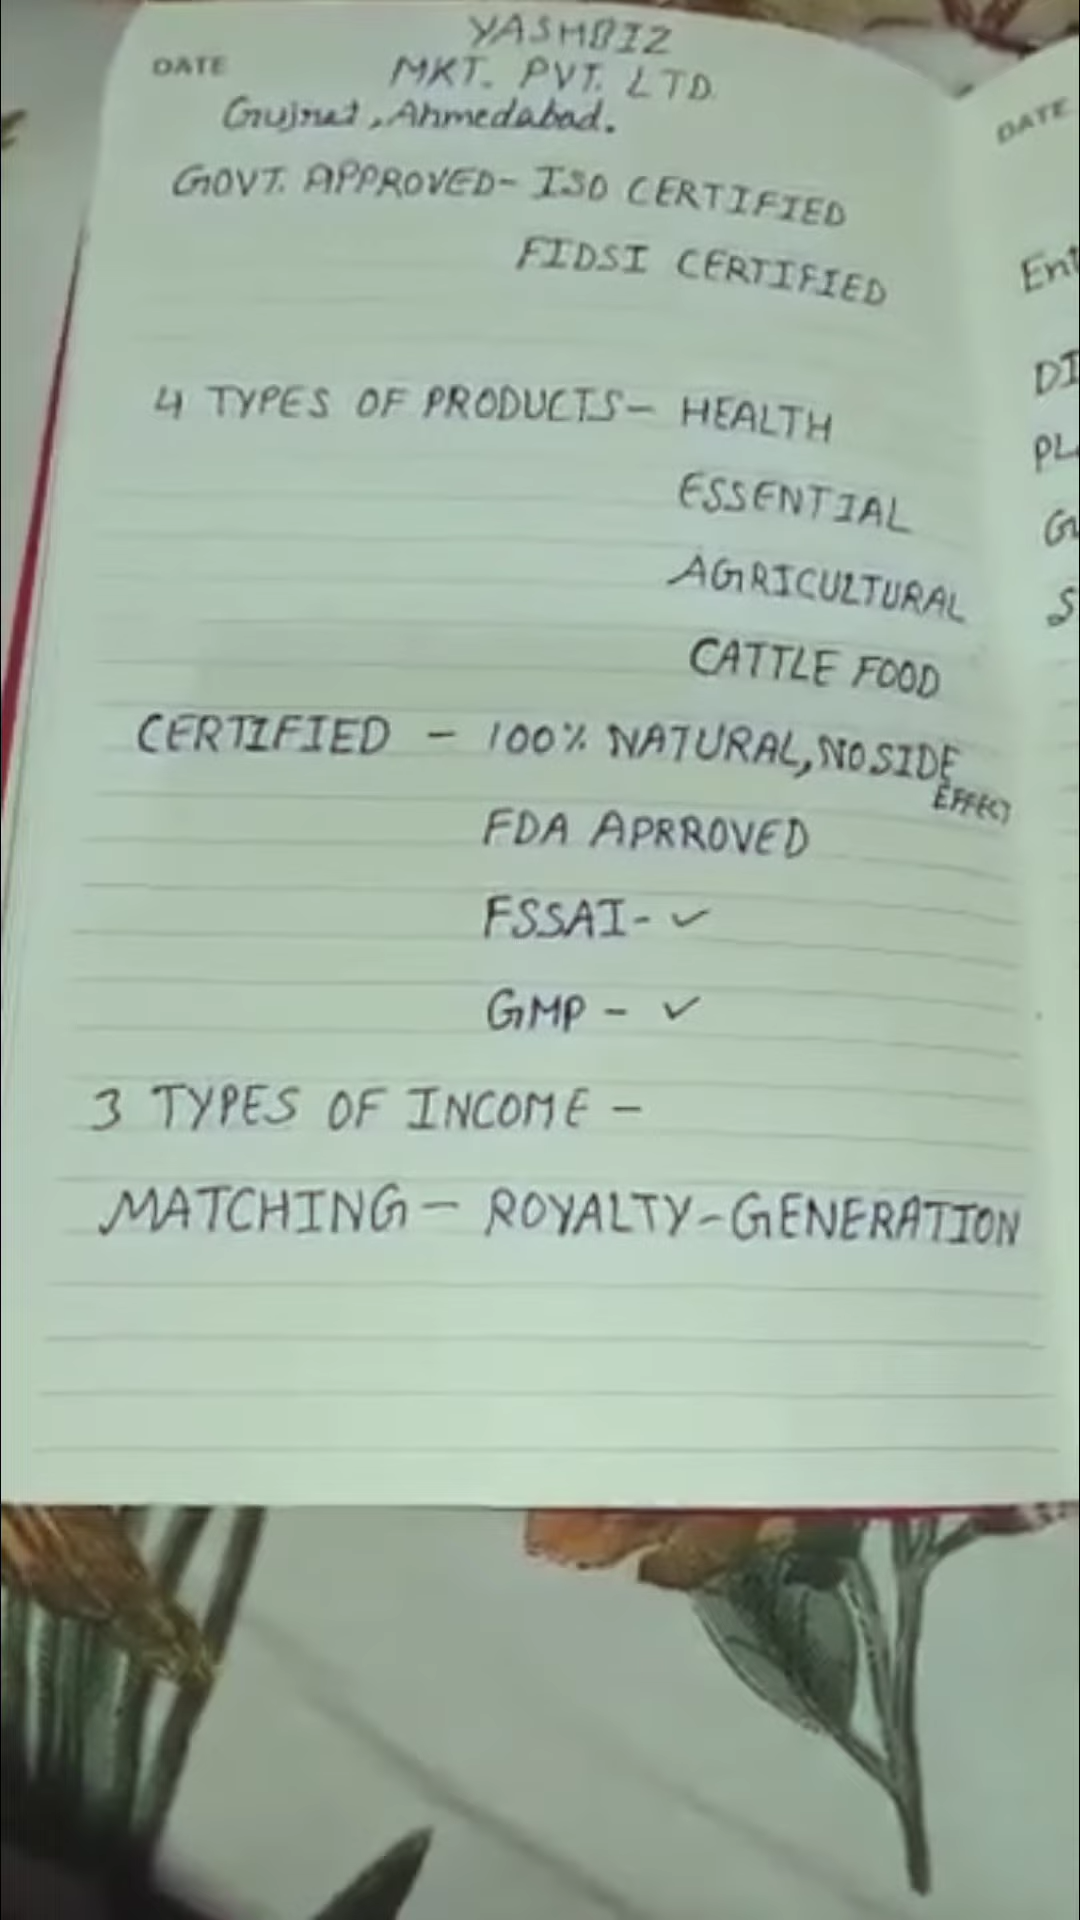 YASHBIZ
DATE
MKT. PVT. LTD.
Gujrat, Ahmedabad.
GOVT. APPROVED- ISO CERTIFIED
FIDSI CERTIFIED
4 TYPES OF PRODUCTS- HEALTH
ESSENTIAL
AGRICULTURAL
CATTLE FOOD
CERTIFIED - 100% NATURAL, NO SIDE
EFFECT
FDA APRROVED
FSSAI- ✓
GMP - ✓
3 TYPES OF INCOME -
MATCHING- ROYALTY-GENERATION
DATE